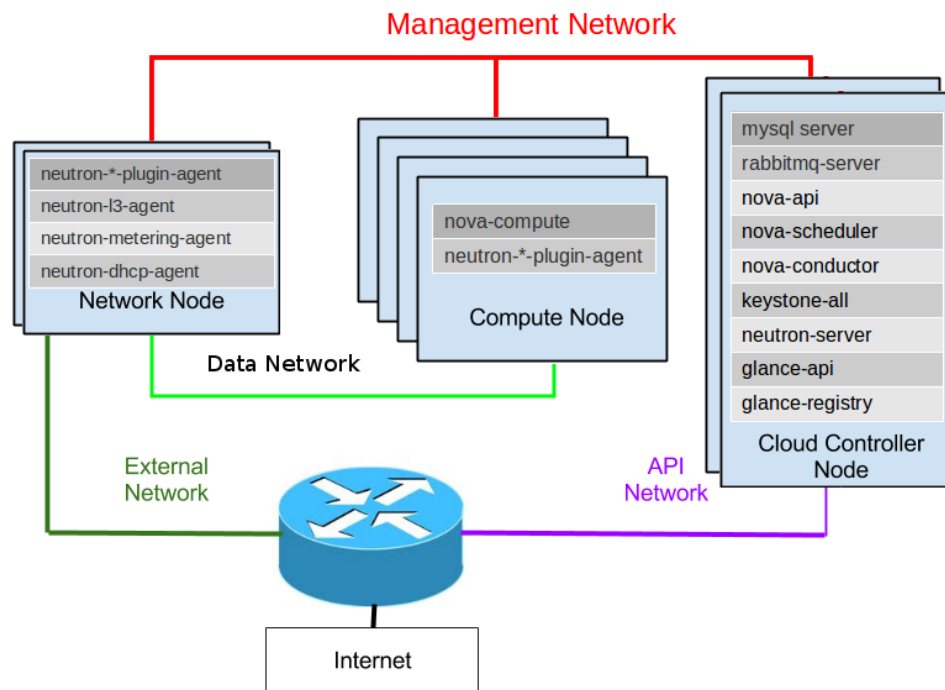 Management Network
neutron-*-plugin-agent
neutron-l3-agent
neutron-metering-agent
neutron-dhcp-agent
Network Node
nova-compute
neutron-*-plugin-agent
Compute Node
mysql server
rabbitmq-server
nova-api
nova-scheduler
nova-conductor
keystone-all
neutron-server
glance-api
glance-registry
Cloud Controller
Node
Data Network
External
Network
API
Network
Internet